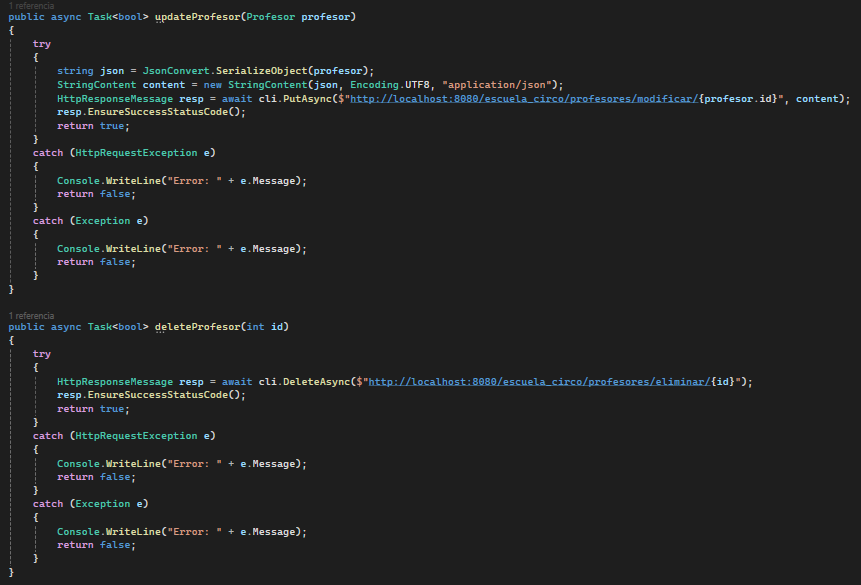 1 referencia
public async Task<bool> updateProfesor(Profesor profesor)
{
try
{
string json = JsonConvert.SerializeObject(profesor);
StringContent content = new StringContent(json, Encoding.UTF8, "application/json");
HttpResponseMessage resp = await cli.PutAsync($"http://localhost:8080/escuela_circo/profesores/modificar/{profesor.id}", content);
resp.EnsureSuccessStatusCode();
return true;
}
catch (HttpRequestException e)
{
Console.WriteLine("Error: " + e.Message);
return false;
}
catch (Exception e)
{
Console.WriteLine("Error: " + e.Message);
return false;
}
}
1 referencia
public async Task<bool> deleteProfesor(int id)
{
try
{
HttpResponseMessage resp = await cli.DeleteAsync($"http://localhost:8080/escuela_circo/profesores/eliminar/{id}");
resp.EnsureSuccessStatusCode();
return true;
}
catch (HttpRequestException e)
{
Console.WriteLine("Error: " + e.Message);
return false;
}
catch (Exception e)
{
Console.WriteLine("Error: " + e.Message);
return false;
}
}